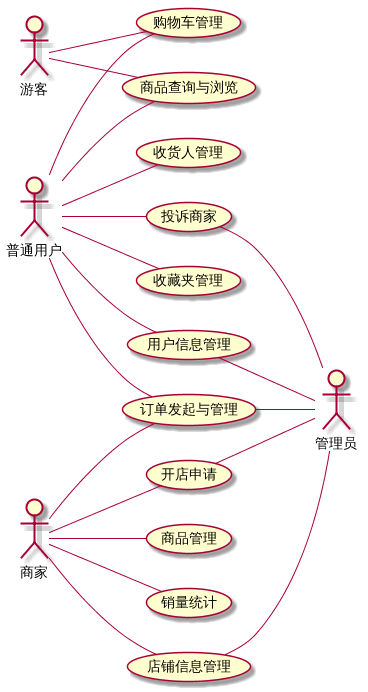 购物车管理
游客
商品查询与浏览
收货人管理
投诉商家
普通用户
收藏夹管理
用户信息管理
订单发起与管理
管理员
开店申请
商品管理
商家
销量统计
店铺信息管理